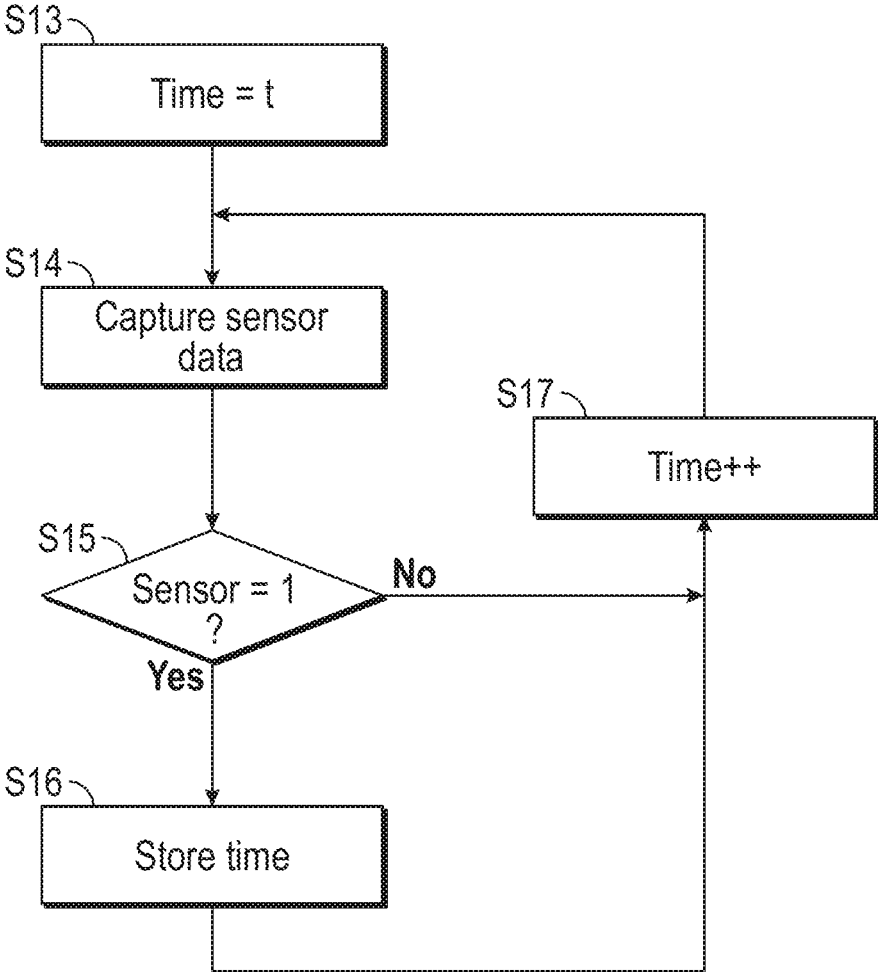 S13
Time = t
S14
Capture sensor
data
S17
Time++
S15
Sensor = 1
?
No
Yes
S16
Store time